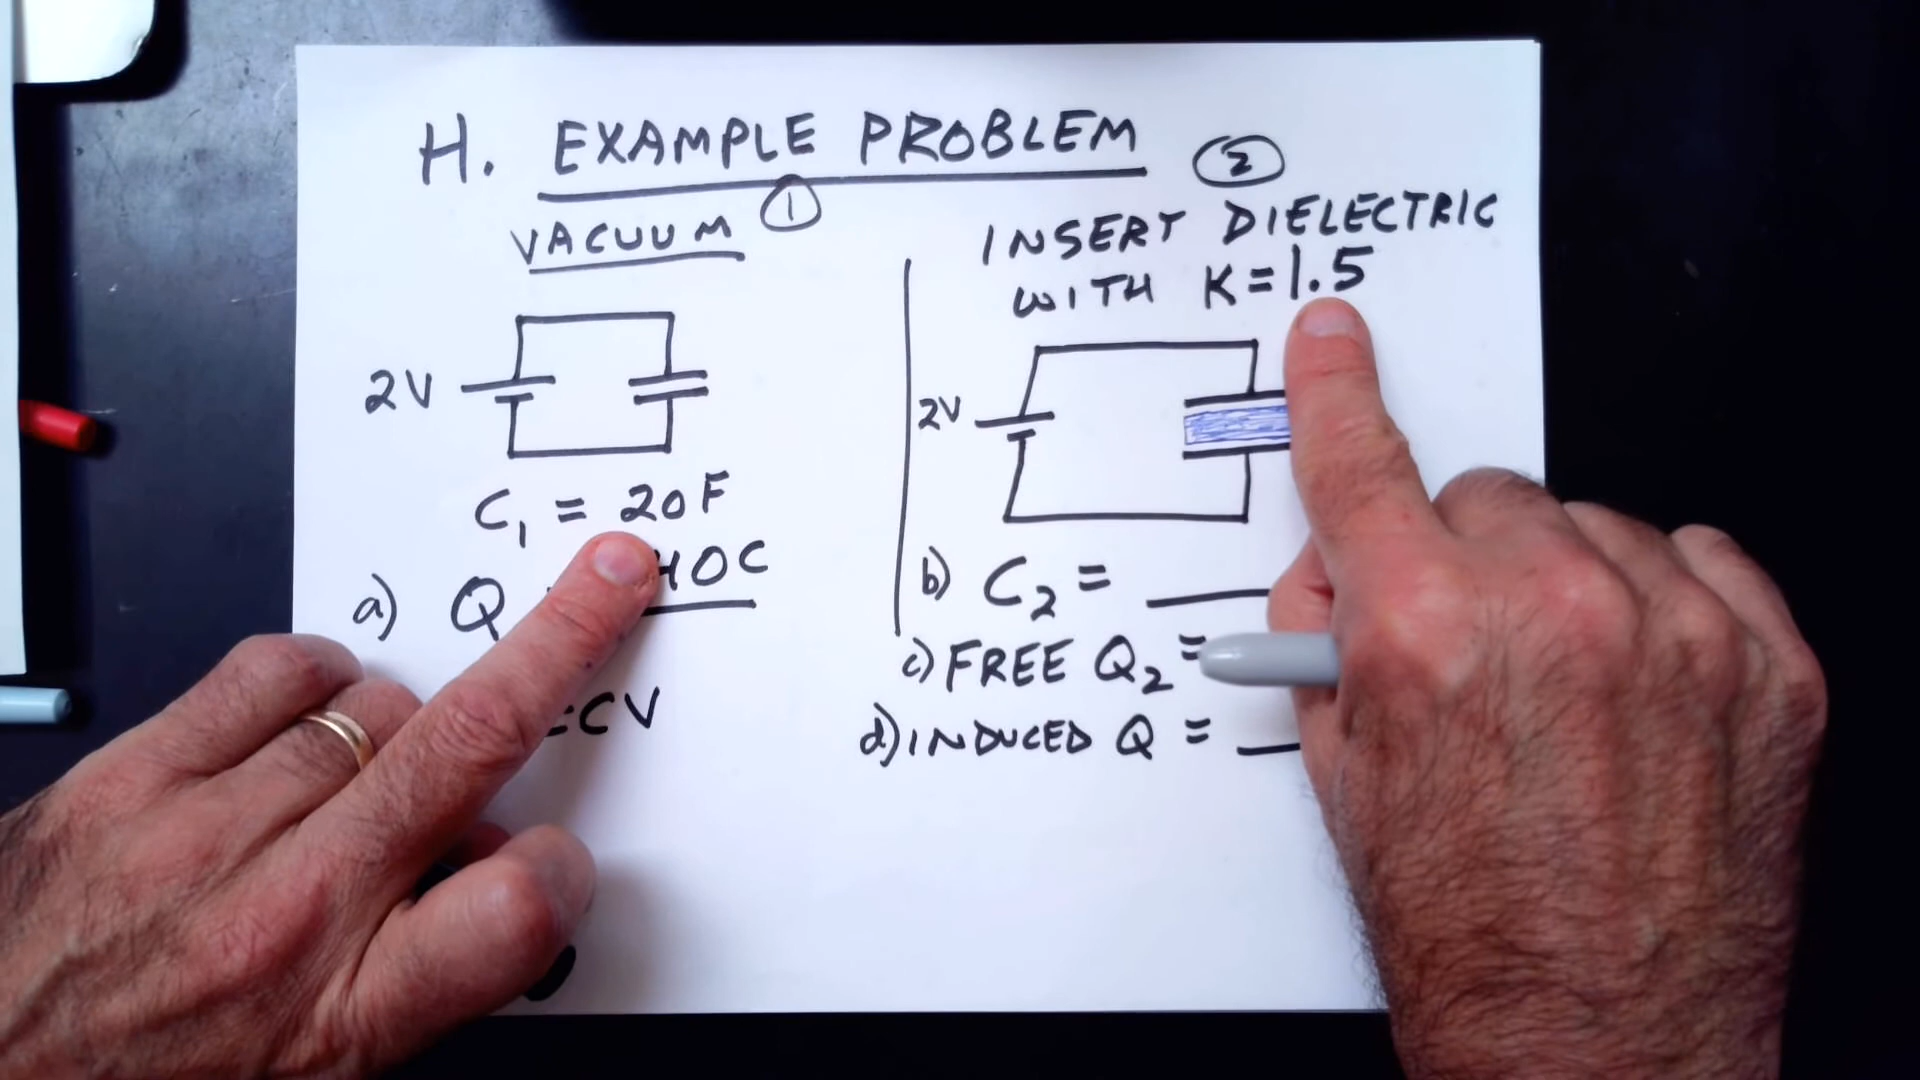 H. EXAMPLE PROBLEM
VACUUM 1
2V
C1 = 20F
a) Q 40C
=CV
2
INSERT DIELECTRIC
WITH K=1.5
2V
b) C2 =
c) FREE Q2 =
d) INDUCED Q =